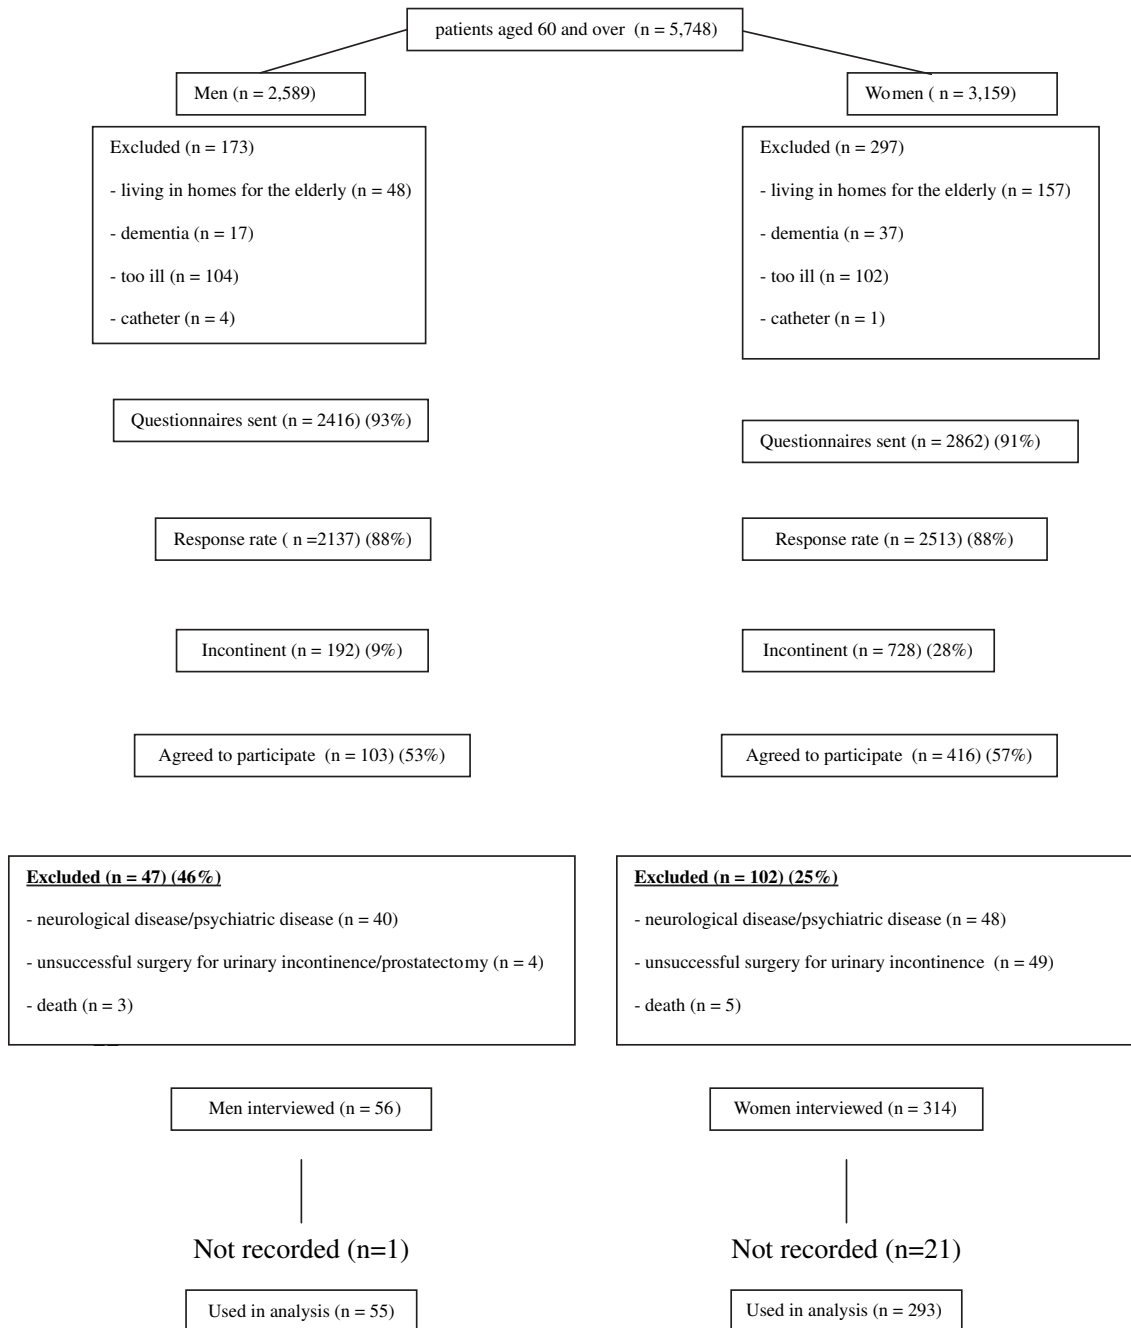 patients aged 60 and over (n = 5,748)
Men (n = 2,589)
Excluded (n = 173)
- living in homes for the elderly (n = 48)
- dementia (n = 17)
- too ill (n = 104)
- catheter (n = 4)
Questionnaires sent (n = 2416) (93%)
Response rate ( n =2137) (88%)
Incontinent (n = 192) (9%)
Agreed to participate (n = 103) (53%)
Excluded (n = 47) (46%)
- neurological disease/psychiatric disease (n = 40)
- unsuccessful surgery for urinary incontinence/prostatectomy (n = 4)
- death (n = 3)
Men interviewed (n = 56)
Not recorded (n=1)
Used in analysis (n = 55)
Women ( n = 3,159)
Excluded (n = 297)
- living in homes for the elderly (n = 157)
- dementia (n = 37)
- too ill (n = 102)
- catheter (n = 1)
Questionnaires sent (n = 2862) (91%)
Response rate (n = 2513) (88%)
Incontinent (n = 728) (28%)
Agreed to participate (n = 416) (57%)
Excluded (n = 102) (25%)
- neurological disease/psychiatric disease (n = 48)
- unsuccessful surgery for urinary incontinence (n = 49)
- death (n = 5)
Women interviewed (n = 314)
Not recorded (n=21)
Used in analysis (n = 293)